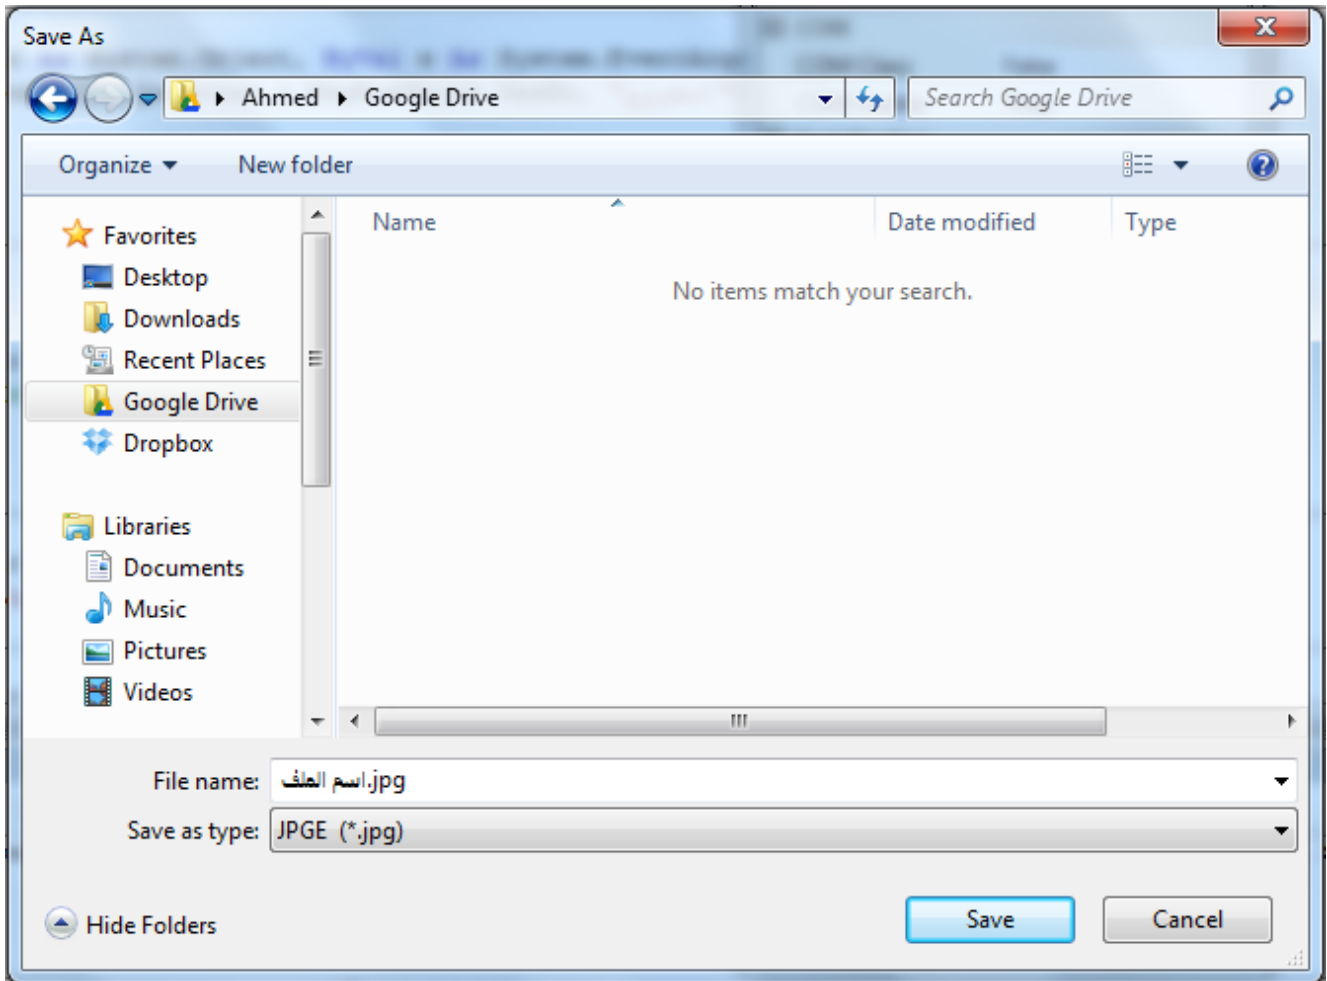 Save As
Ahmed Google Drive
Search Google Drive
Organize New folder
Name Date modified Type
No items match your search.
Favorites
Desktop
Downloads
Recent Places
Google Drive
Dropbox
Libraries
Documents
Music
Pictures
Videos
File name: اسم الملف.jpg
Save as type: JPGE (*.jpg)
Hide Folders Save Cancel